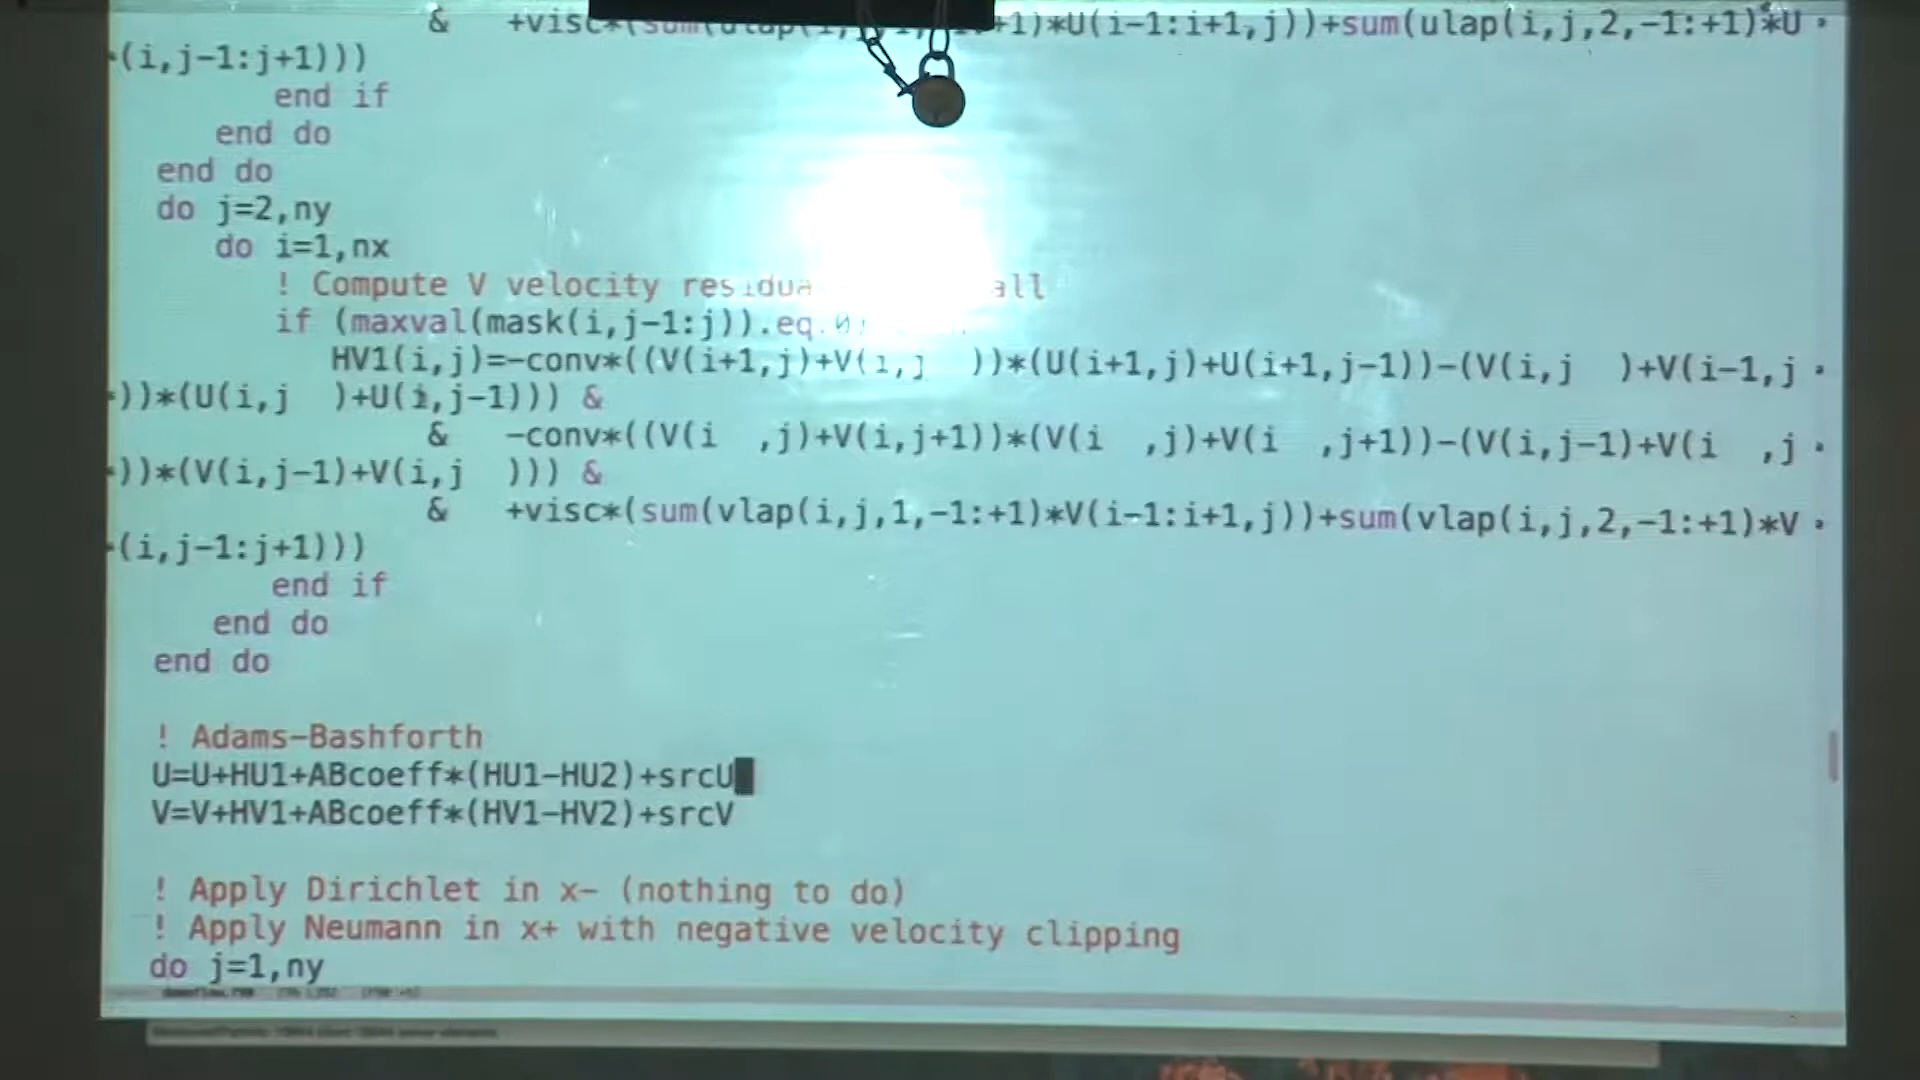 & +visc*(sum(ulap(i,j,1,-1:+1)*U(i-1:i+1,j))+sum(ulap(i,j,2,-1:+1)*U
(i,j-1:j+1)))
end if
end do
end do
do j=2,ny
do i=1,nx
! Compute V velocity all
if (maxval(mask(i,j-1:j)).eq.0)
HV1(i,j)=-conv*((V(i+1,j)+V(i,j ))*(U(i+1,j)+U(i+1,j-1))-(V(i,j )+V(i-1,j
))*(U(i,j )+U(i,j-1))) &
& -conv*((V(i ,j)+V(i,j+1))*(V(i ,j)+V(i ,j+1))-(V(i,j-1)+V(i ,j
))*(V(i,j-1)+V(i,j ))) &
& +visc*(sum(vlap(i,j,1,-1:+1)*V(i-1:i+1,j))+sum(vlap(i,j,2,-1:+1)*V
(i,j-1:j+1)))
end if
end do
end do
! Adams-Bashforth
U=U+HU1+ABcoeff*(HU1-HU2)+srcU
V=V+HV1+ABcoeff*(HV1-HV2)+srcV
! Apply Dirichlet in x- (nothing to do)
! Apply Neumann in x+ with negative velocity clipping
do j=1,ny